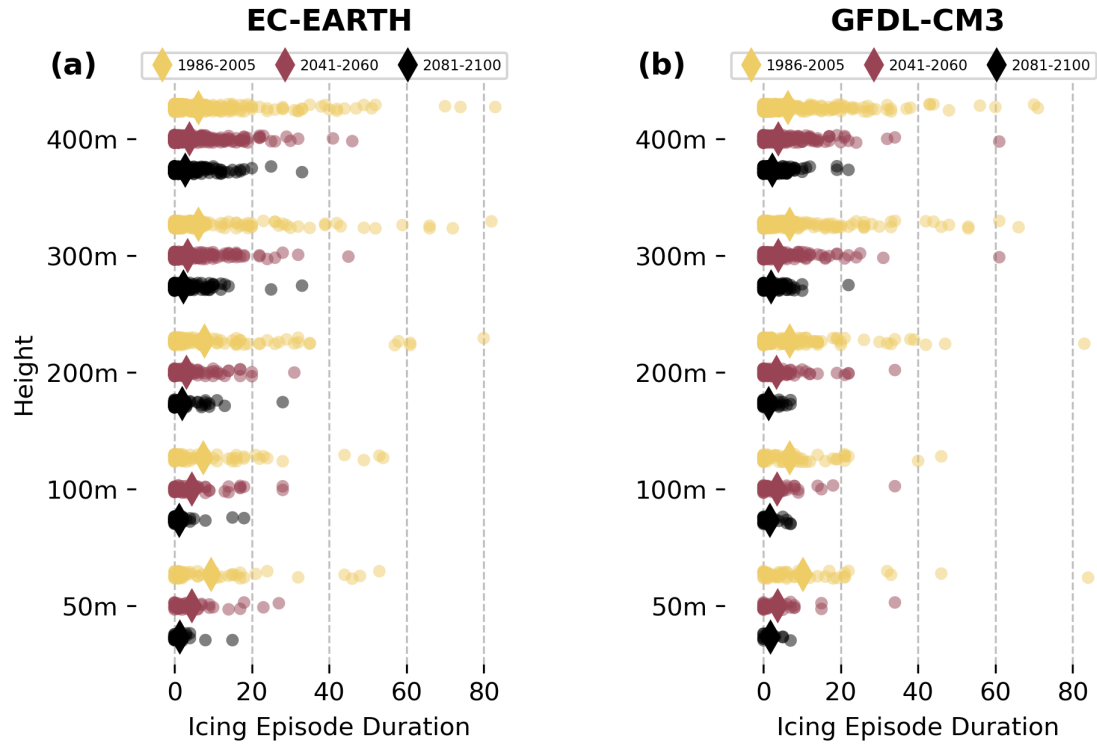 EC-EARTH
(a)
1986-2005 2041-2060 2081-2100
400m
300m
200m
100m
50m
Height
0 20 40 60 80
Icing Episode Duration
GFDL-CM3
(b)
1986-2005 2041-2060 2081-2100
400m
300m
200m
100m
50m
0 20 40 60 80
Icing Episode Duration